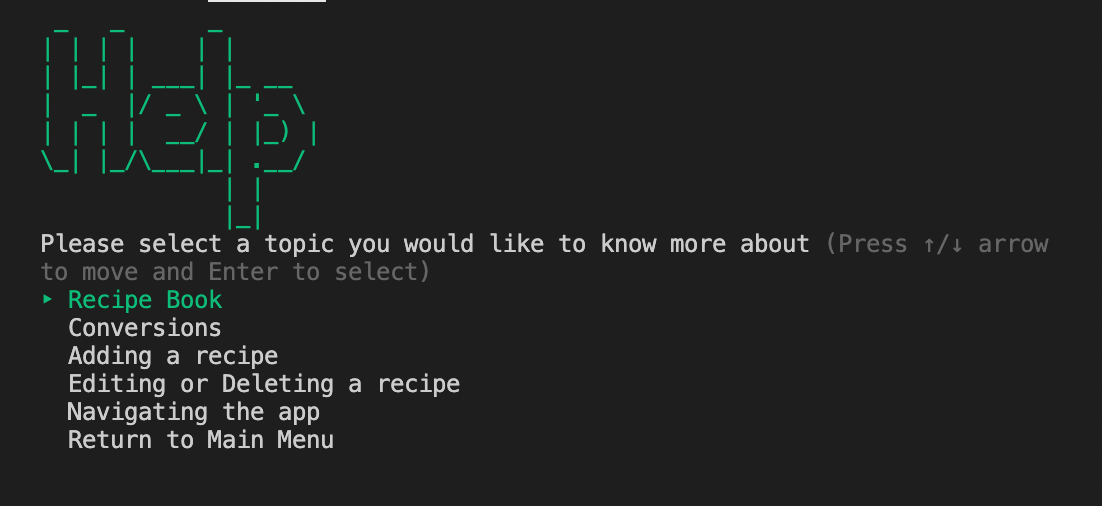 Help
Please select a topic you would like to know more about (Press ↑/↓ arrow
to move and Enter to select)
‣ Recipe Book
Conversions
Adding a recipe
Editing or Deleting a recipe
Navigating the app
Return to Main Menu